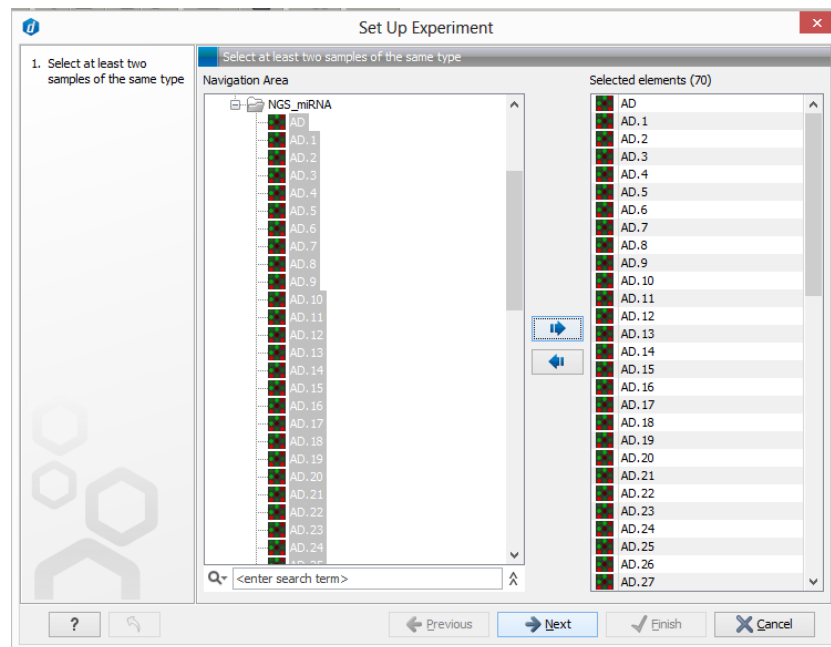 Set Up Experiment
1. Select at least two
samples of the same type
Select at least two samples of the same type
Navigation Area
NGS_miRNA
AD
AD.1
AD.2
AD.3
AD.4
AD.5
AD.6
AD.7
AD.8
AD.9
AD.10
AD.11
AD.12
AD.13
AD.14
AD.15
AD.16
AD.17
AD.18
AD.19
AD.20
AD.21
AD.22
AD.23
AD.24
<enter search term>
Selected elements (70)
AD
AD.1
AD.2
AD.3
AD.4
AD.5
AD.6
AD.7
AD.8
AD.9
AD.10
AD.11
AD.12
AD.13
AD.14
AD.15
AD.16
AD.17
AD.18
AD.19
AD.20
AD.21
AD.22
AD.23
AD.24
AD.25
AD.26
AD.27
?
Previous
Next
Finish
Cancel